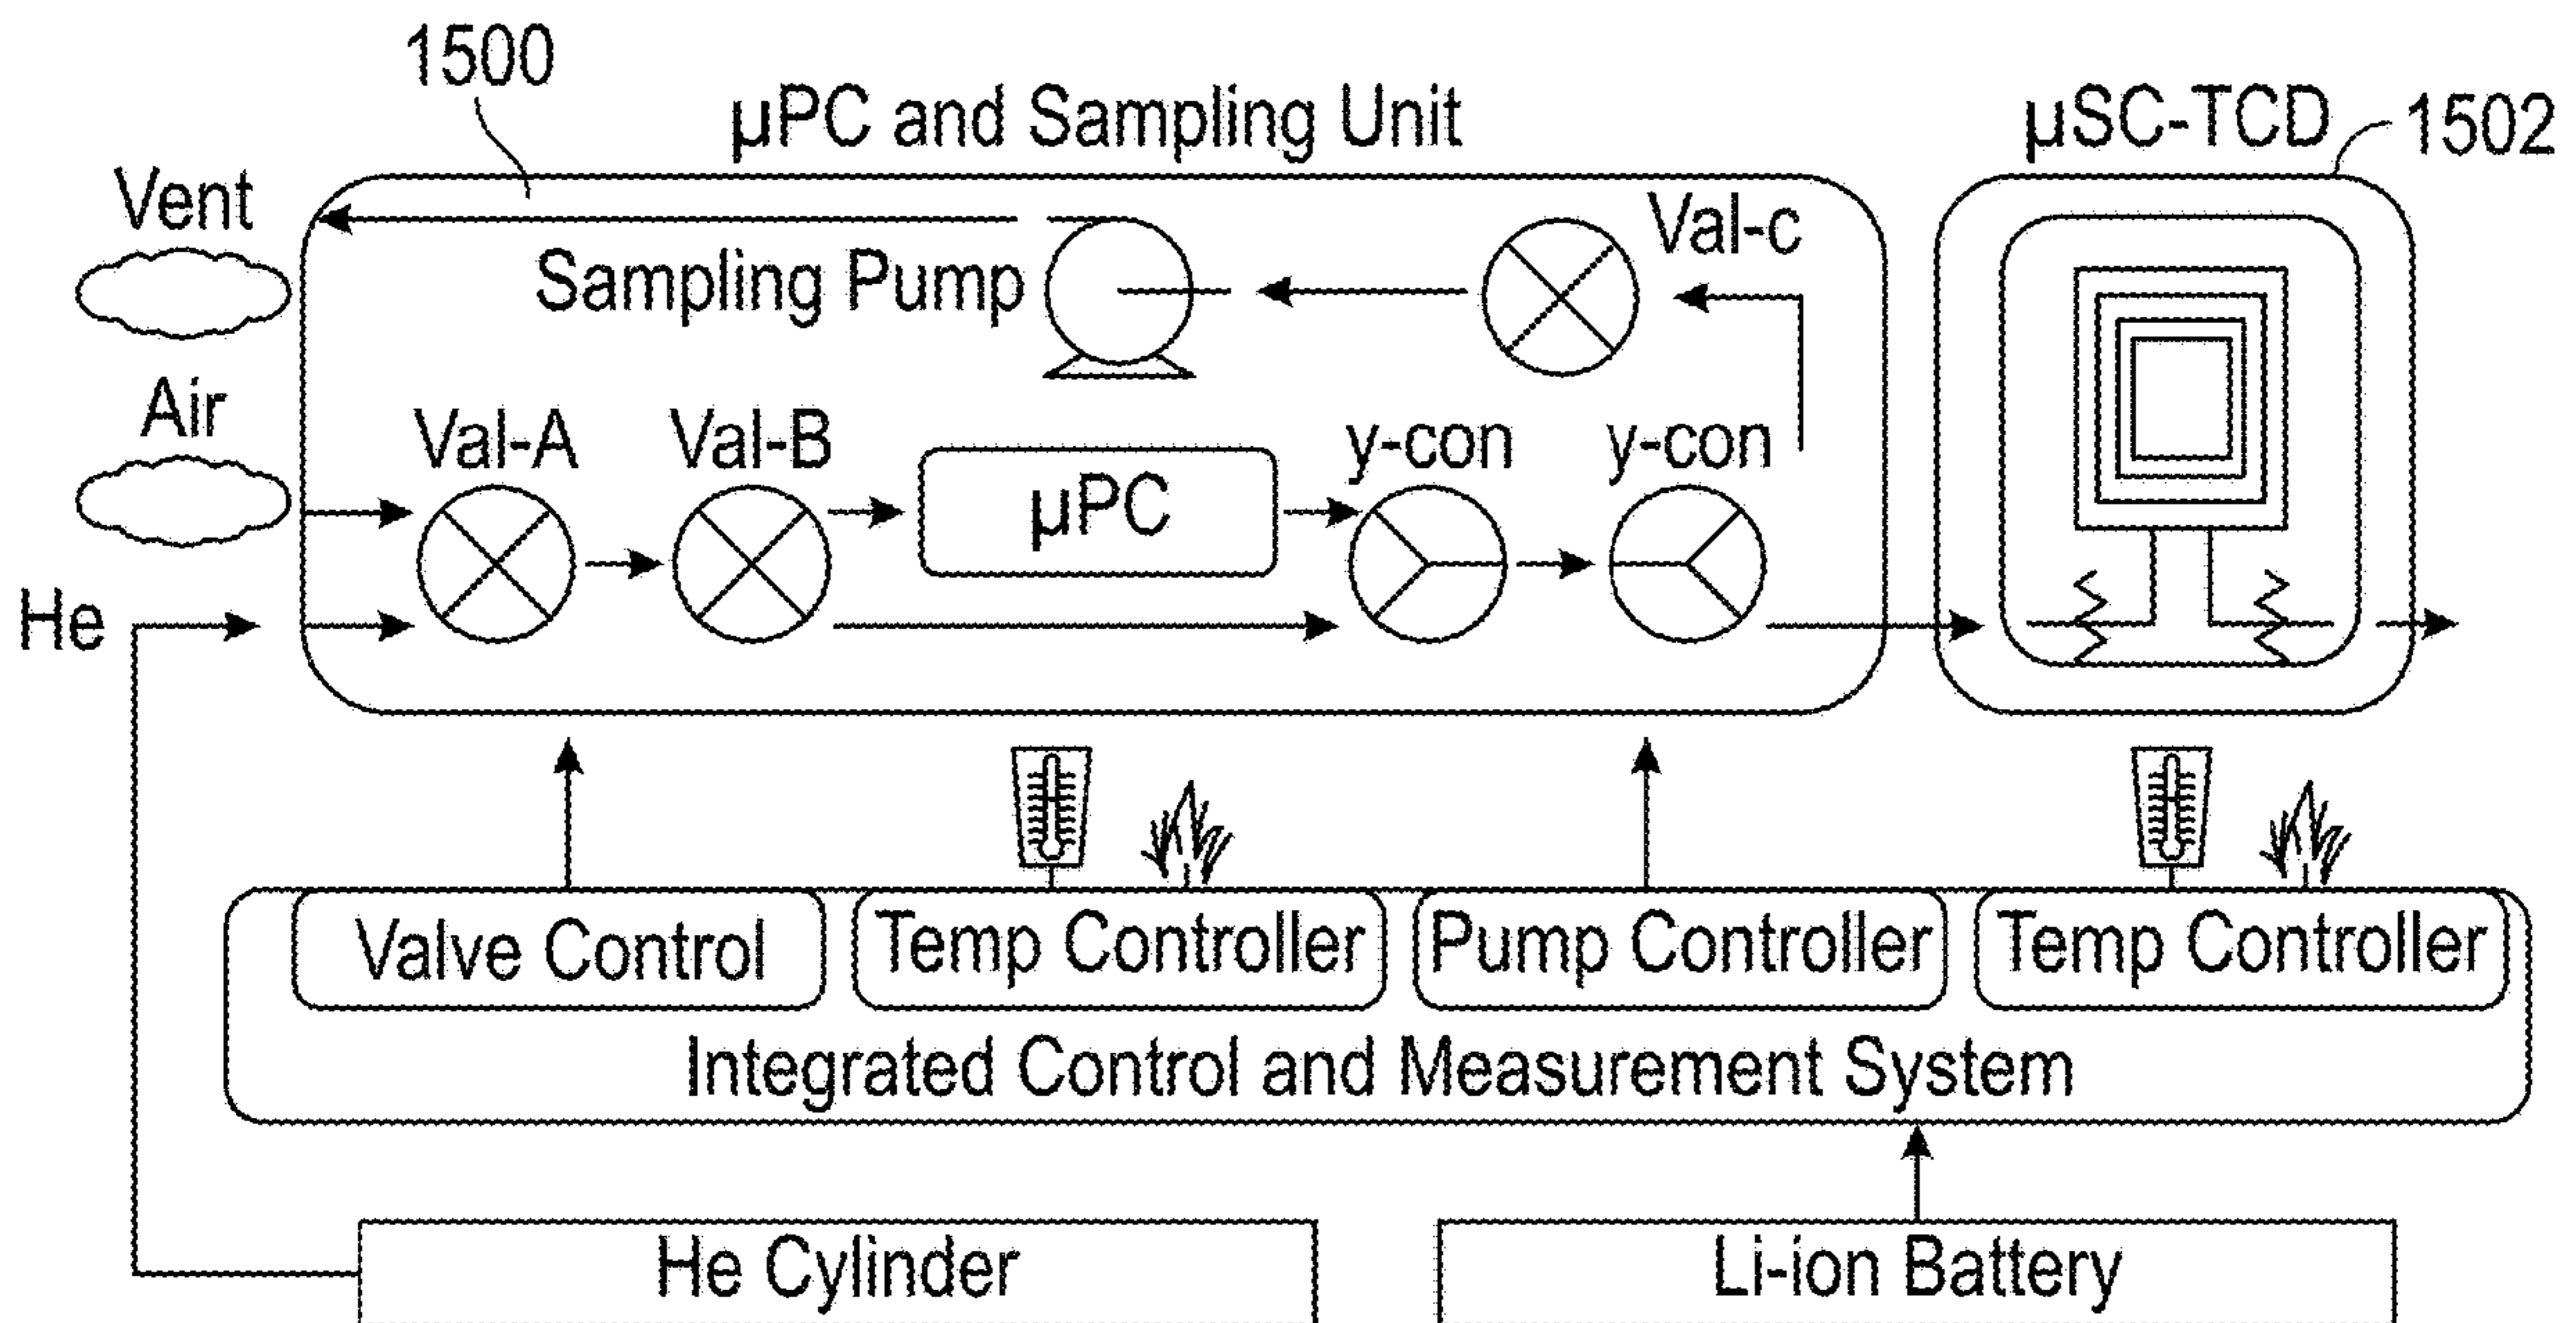 1500
µPC and Sampling Unit
µSC-TCD
1502
Vent
Val-c
Sampling Pump
Air
Val-A
Val-B
y-con
y-con
µPC
He
Valve Control
Temp Controller
Pump Controller
Temp Controller
Integrated Control and Measurement System
He Cylinder
Li-ion Battery